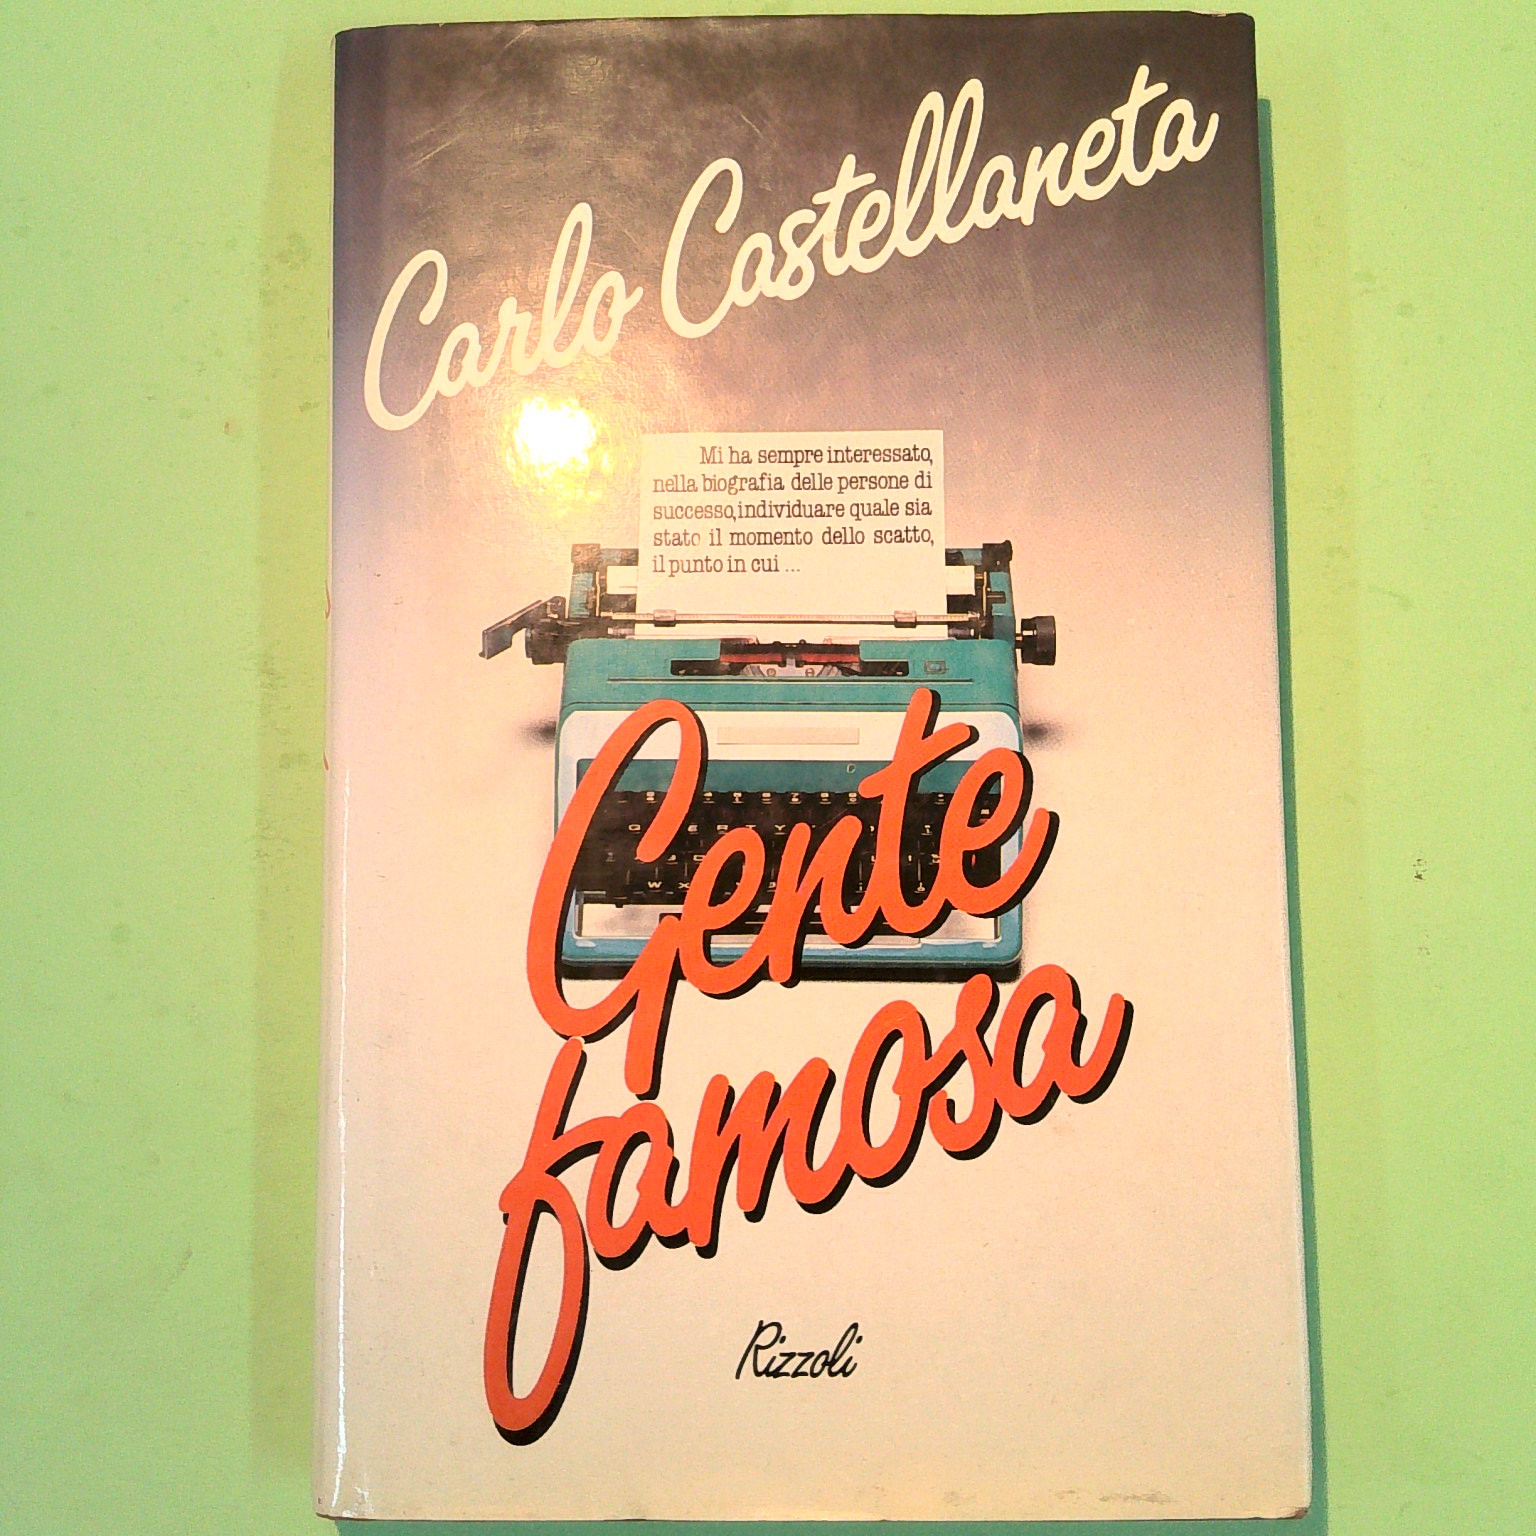 Carlo Castellaneta
Mi ha sempre interessato,
nella biografia delle persone di
successo, individuare quale sia
stato il momento dello scatto,
il punto in cui ...
Gente
famosa
Rizzoli